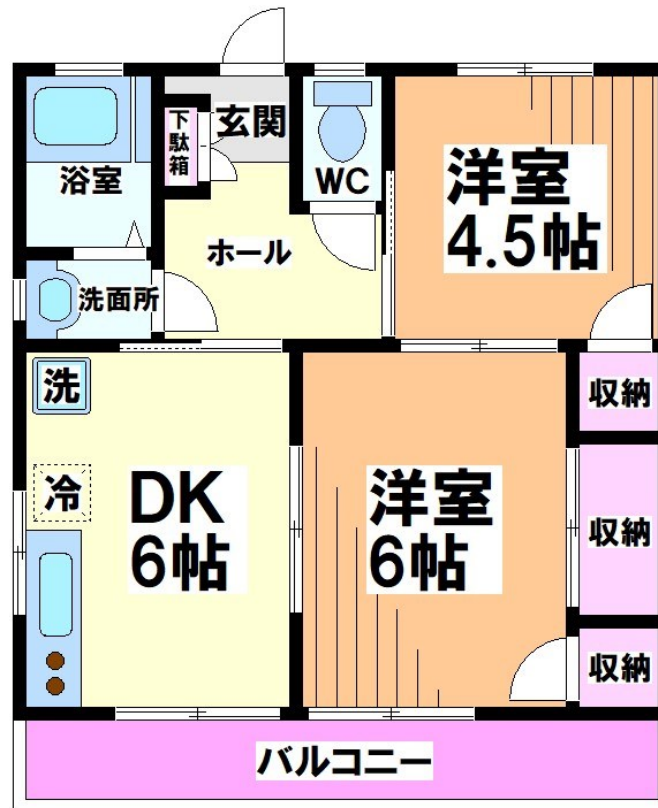 玄関
下駄箱
WC
浴室
洋室
4.5帖
ホール
洗面所
洗
収納
冷
DK
6帖
洋室
6帖
収納
収納
バルコニー